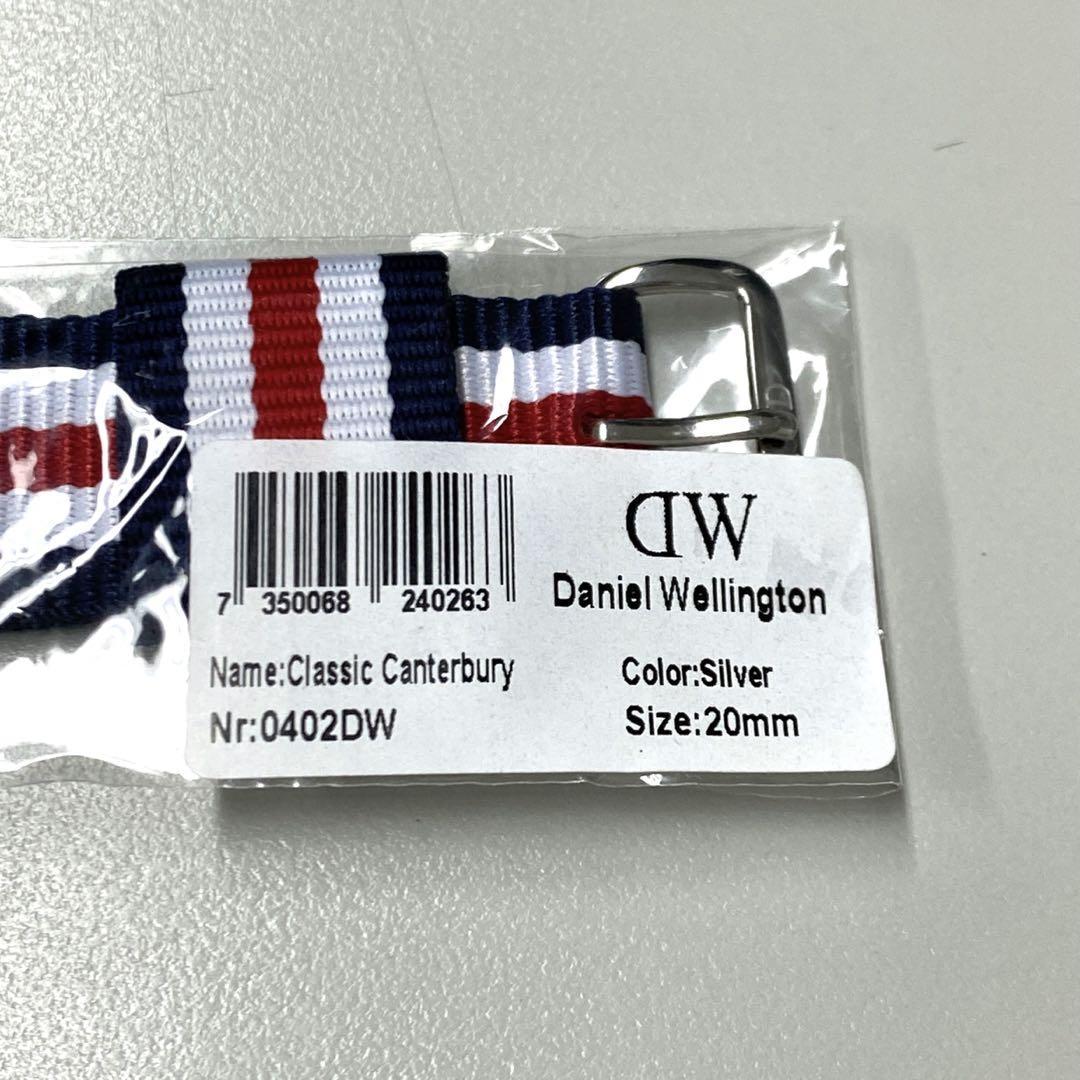 DW
Daniel Wellington
7 350068 240263
Name:Classic Canterbury
Color:Silver
Nr:0402DW
Size:20mm